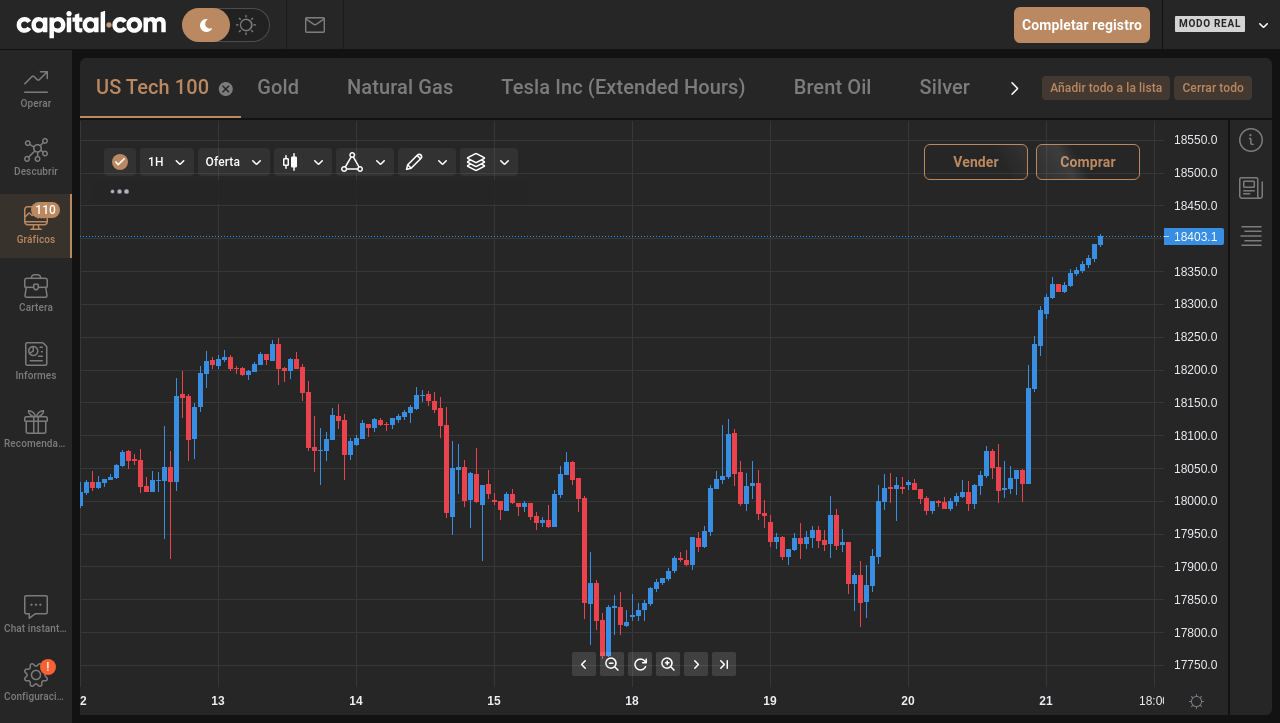 capital.com
Completar registro
MODO REAL
US Tech 100
Gold
Natural Gas
Tesla Inc (Extended Hours)
Brent Oil
Silver
Añadir todo a la lista
Cerrar todo
Operar
Descubrir
110
Gráficos
Cartera
Informes
Recomenda...
Chat instant...
!
Configuraci...
1H
Oferta
Vender
Comprar
18550.0
18500.0
18450.0
18403.1
18350.0
18300.0
18250.0
18200.0
18150.0
18100.0
18050.0
18000.0
17950.0
17900.0
17850.0
17800.0
17750.0
2
13
14
15
18
19
20
21
18:00